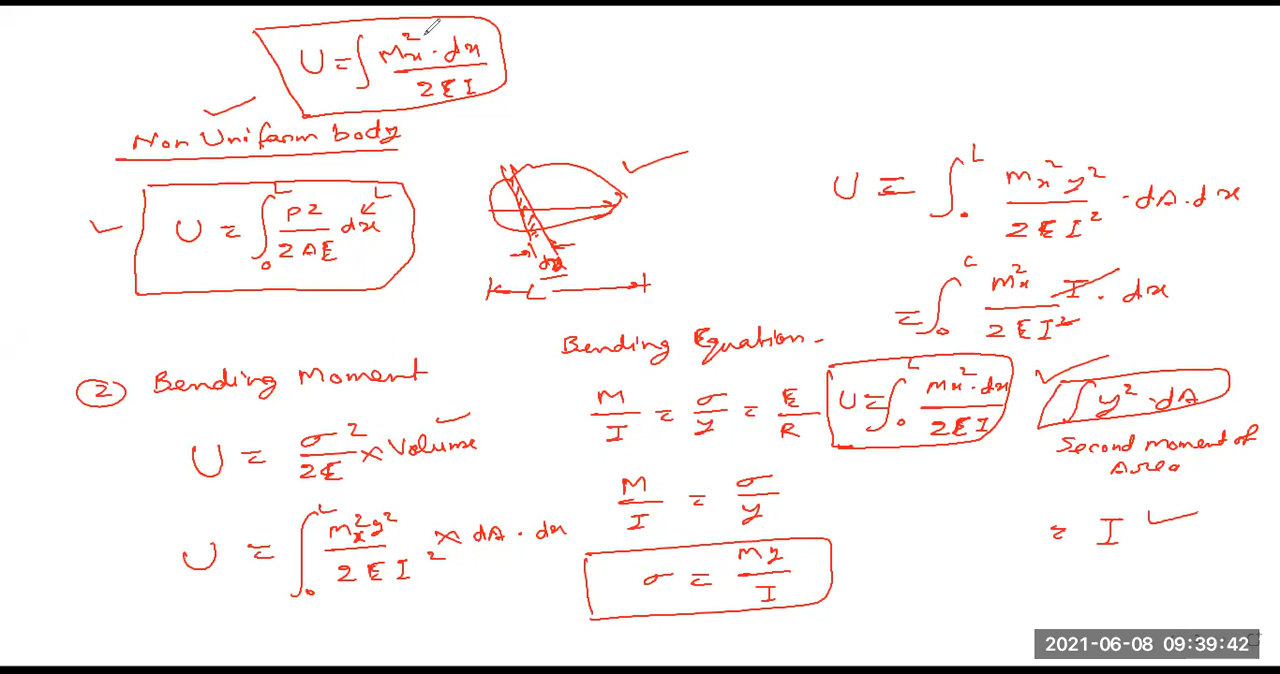 U = ∫ Mx² · dx / 2EI
Non Uniform body
U = ∫₀ᴸ P² / 2AE dx
L
dx
L
② Bending Moment
U = σ² / 2E × Volume
U = ∫₀ᴸ Mx² y² / 2EI² × dA · dx
Bending Equation -
M / I = σ / y = E / R
M / I = σ / y
σ = My / I
U = ∫₀ᴸ Mx² · dx / 2EI
U = ∫₀ᴸ Mx² y² / 2EI² · dA · dx
= ∫₀ᴸ Mx² I · dx / 2EI²
∫ y² · dA
Second moment of
Area
= I
2021-06-08 09:39:42